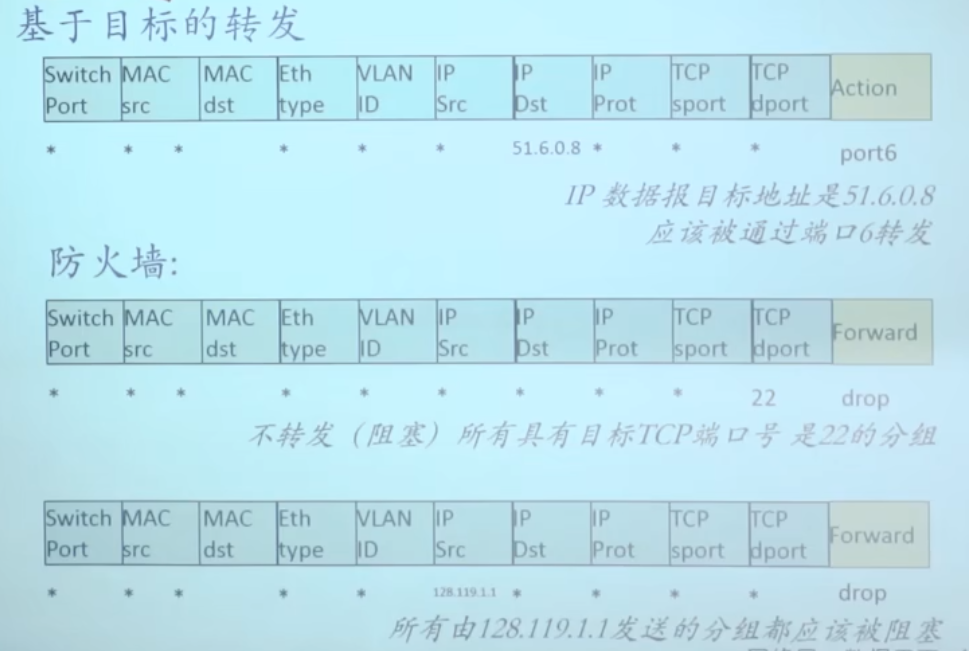 基于目标的转发
Switch Port MAC src MAC dst Eth type VLAN ID IP Src IP Dst IP Prot TCP sport TCP dport Action
* * * * * * 51.6.0.8 * * * port6
IP 数据报目标地址是51.6.0.8
应该被通过端口6转发
防火墙:
Switch Port MAC src MAC dst Eth type VLAN ID IP Src IP Dst IP Prot TCP sport TCP dport Forward
* * * * * * * * * 22 drop
不转发（阻塞）所有具有目标TCP端口号 是22的分组
Switch Port MAC src MAC dst Eth type VLAN ID IP Src IP Dst IP Prot TCP sport TCP dport Forward
* * * * * 128.119.1.1 * * * * drop
所有由128.119.1.1发送的分组都应该被阻塞